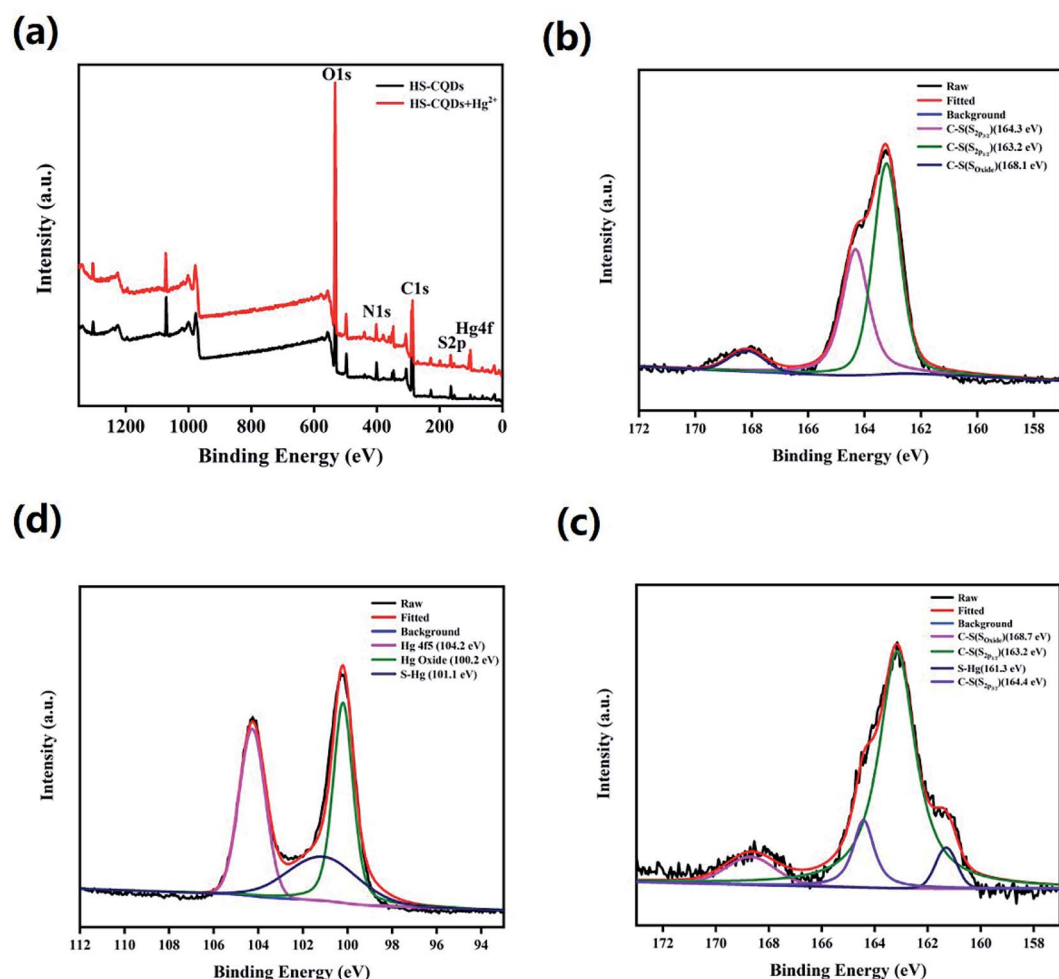 (a)
HS-CQDs
HS-CQDs+Hg²⁺
O1s
C1s
N1s
Hg4f
S2p
Intensity (a.u.)
1200 1000 800 600 400 200 0
Binding Energy (eV)
(b)
Raw
Fitted
Background
C-S(S2p1/2)(164.3 eV)
C-S(S2p3/2)(163.2 eV)
C-S(SOxide)(168.1 eV)
Intensity (a.u.)
172 170 168 166 164 162 160 158
Binding Energy (eV)
(d)
Raw
Fitted
Background
Hg 4f5 (104.2 eV)
Hg Oxide (100.2 eV)
S-Hg (101.1 eV)
Intensity (a.u.)
112 110 108 106 104 102 100 98 96 94
Binding Energy (eV)
(c)
Raw
Fitted
Background
C-S(SOxide)(168.7 eV)
C-S(S2p)(163.2 eV)
S-Hg(161.3 eV)
C-S(S2p)(164.4 eV)
Intensity (a.u.)
172 170 168 166 164 162 160 158
Binding Energy (eV)